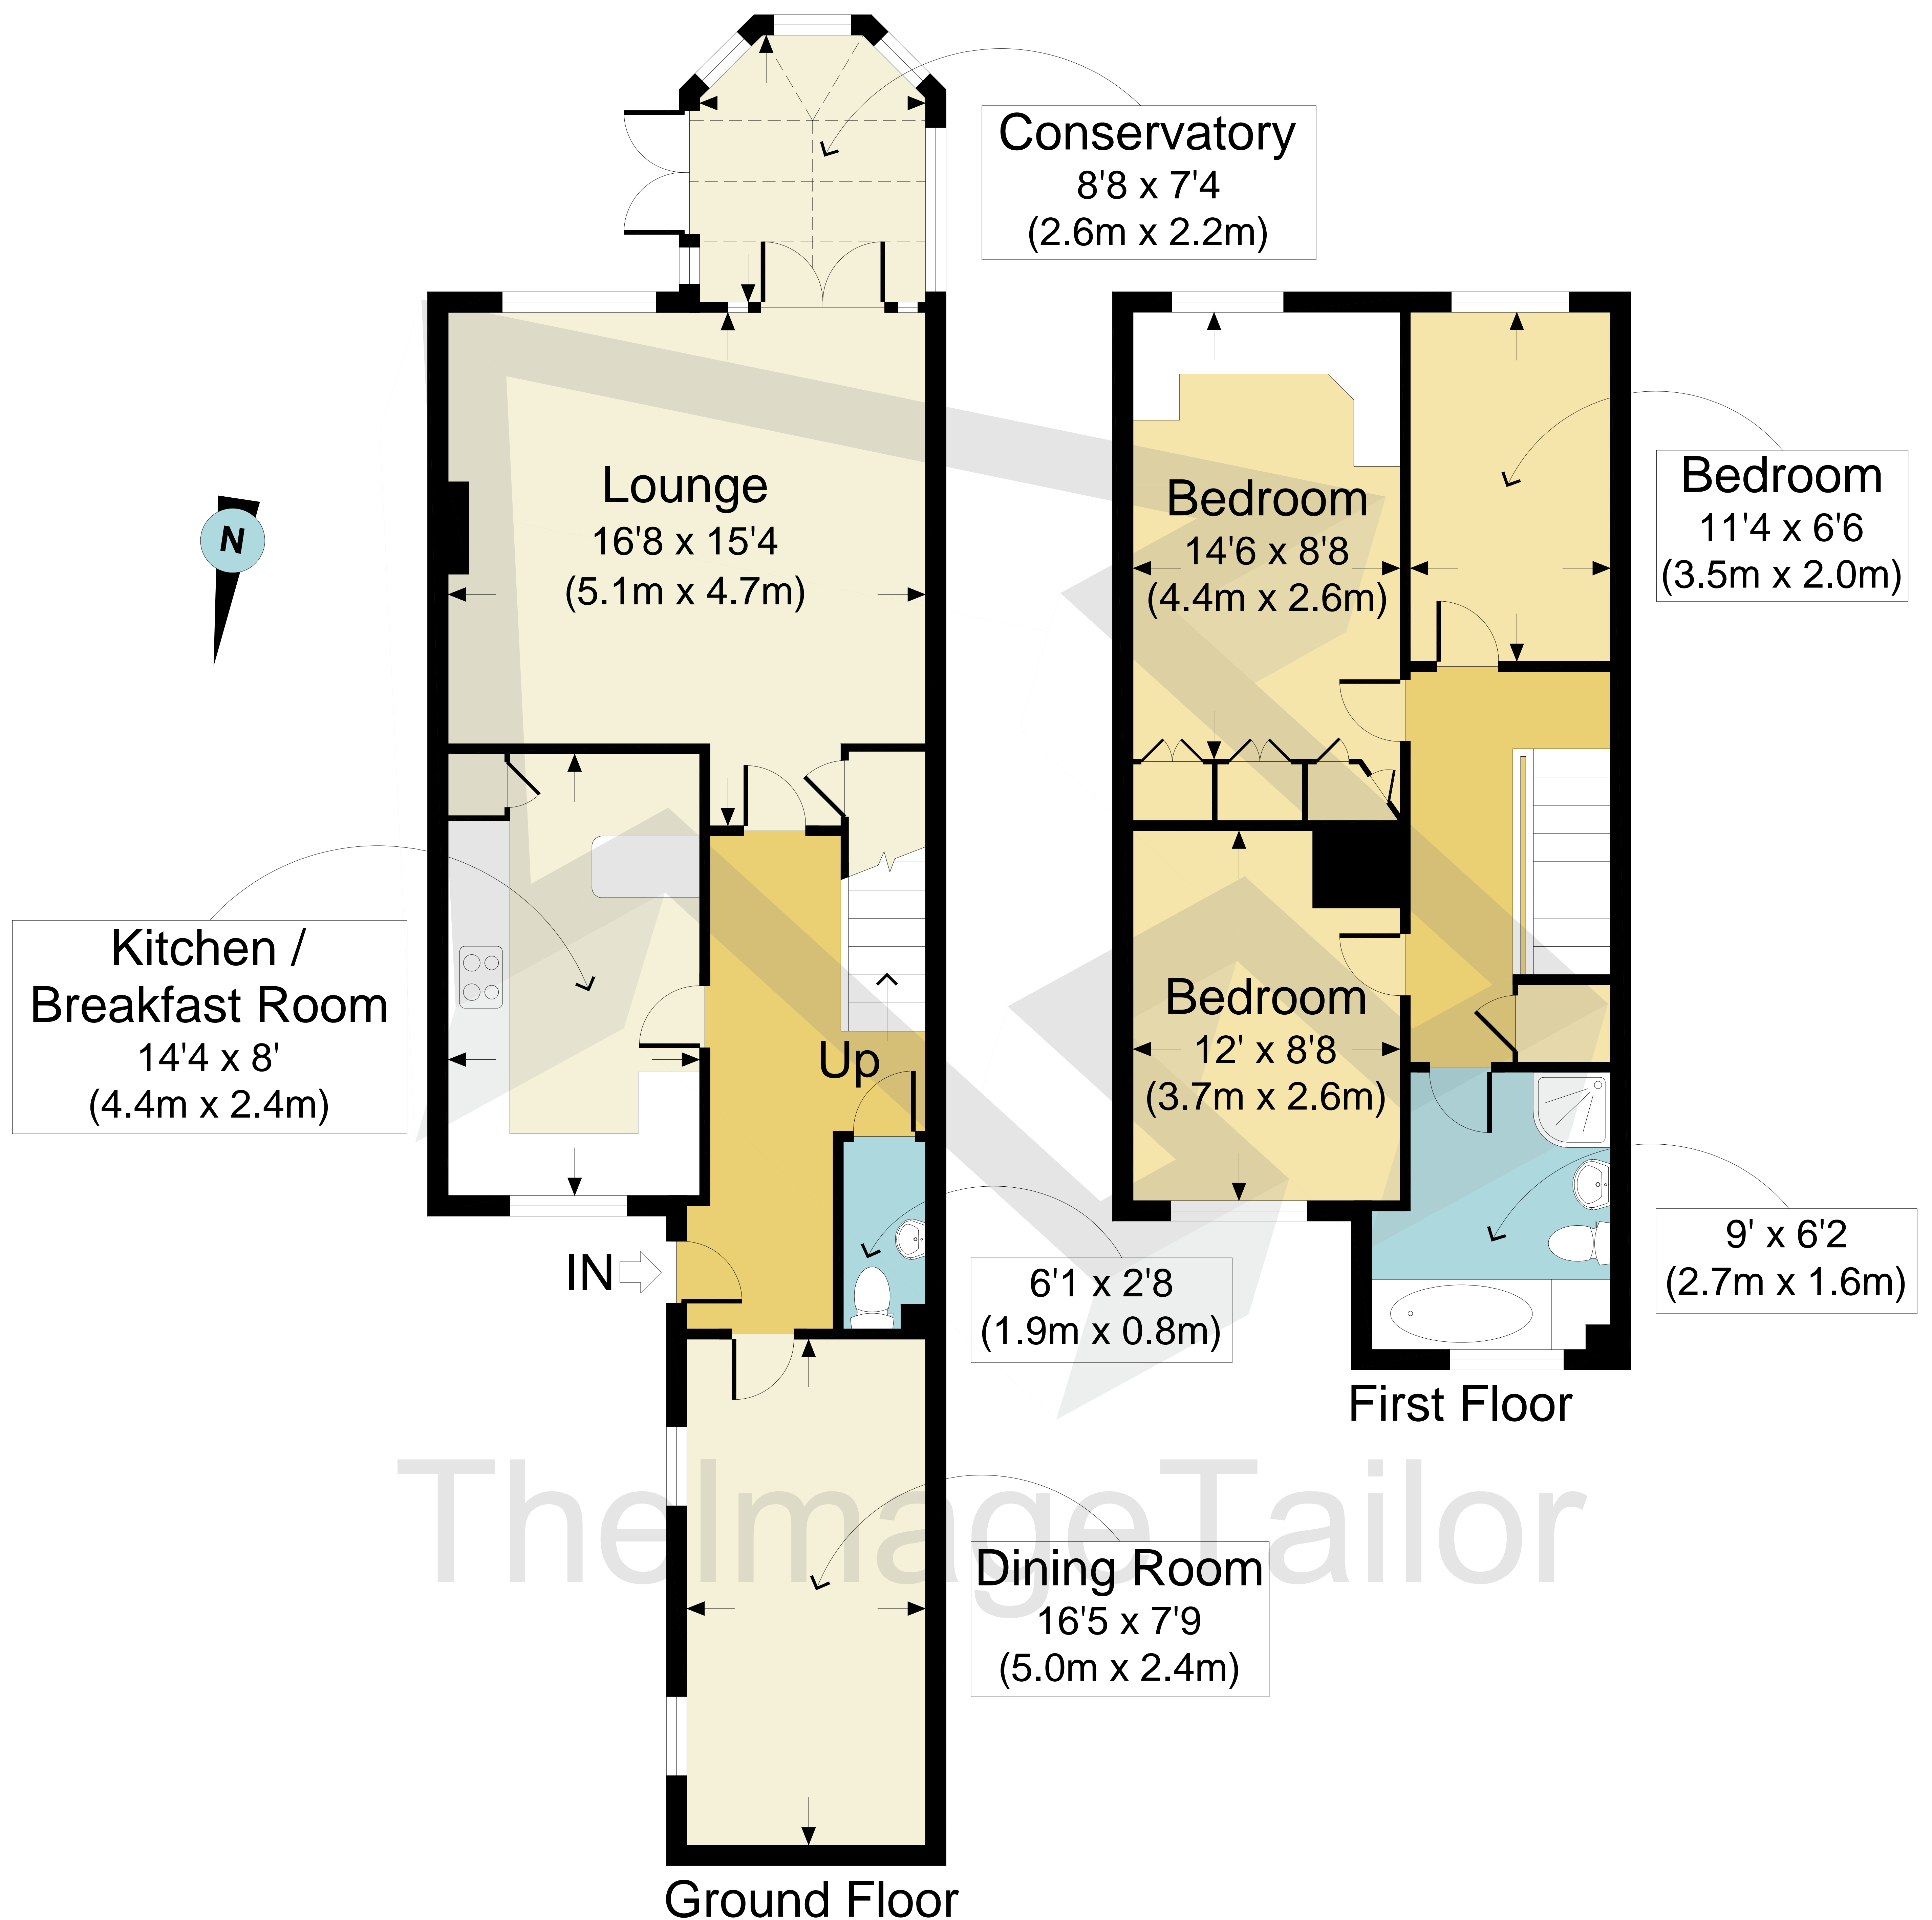 Conservatory
8'8 x 7'4
(2.6m x 2.2m)
Lounge
16'8 x 15'4
(5.1m x 4.7m)
N
Kitchen /
Breakfast Room
14'4 x 8'
(4.4m x 2.4m)
Up
IN
6'1 x 2'8
(1.9m x 0.8m)
Dining Room
16'5 x 7'9
(5.0m x 2.4m)
Ground Floor
Bedroom
14'6 x 8'8
(4.4m x 2.6m)
Bedroom
11'4 x 6'6
(3.5m x 2.0m)
Bedroom
12' x 8'8
(3.7m x 2.6m)
9' x 6'2
(2.7m x 1.6m)
First Floor
TheImageTailor